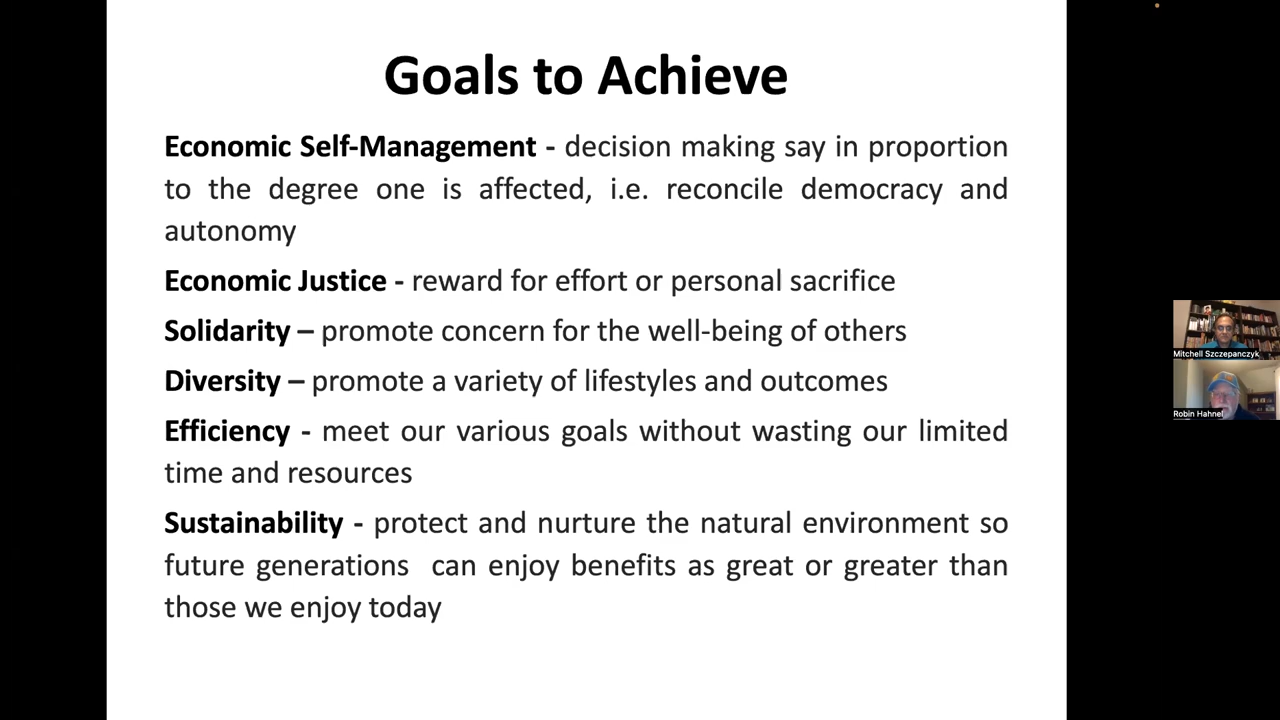 Goals to Achieve
Economic Self-Management - decision making say in proportion
to the degree one is affected, i.e. reconcile democracy and
autonomy
Economic Justice - reward for effort or personal sacrifice
Solidarity – promote concern for the well-being of others
Diversity – promote a variety of lifestyles and outcomes
Efficiency - meet our various goals without wasting our limited
time and resources
Sustainability - protect and nurture the natural environment so
future generations  can enjoy benefits as great or greater than
those we enjoy today
Mitchell Szczepanczyk
Robin Hahnel